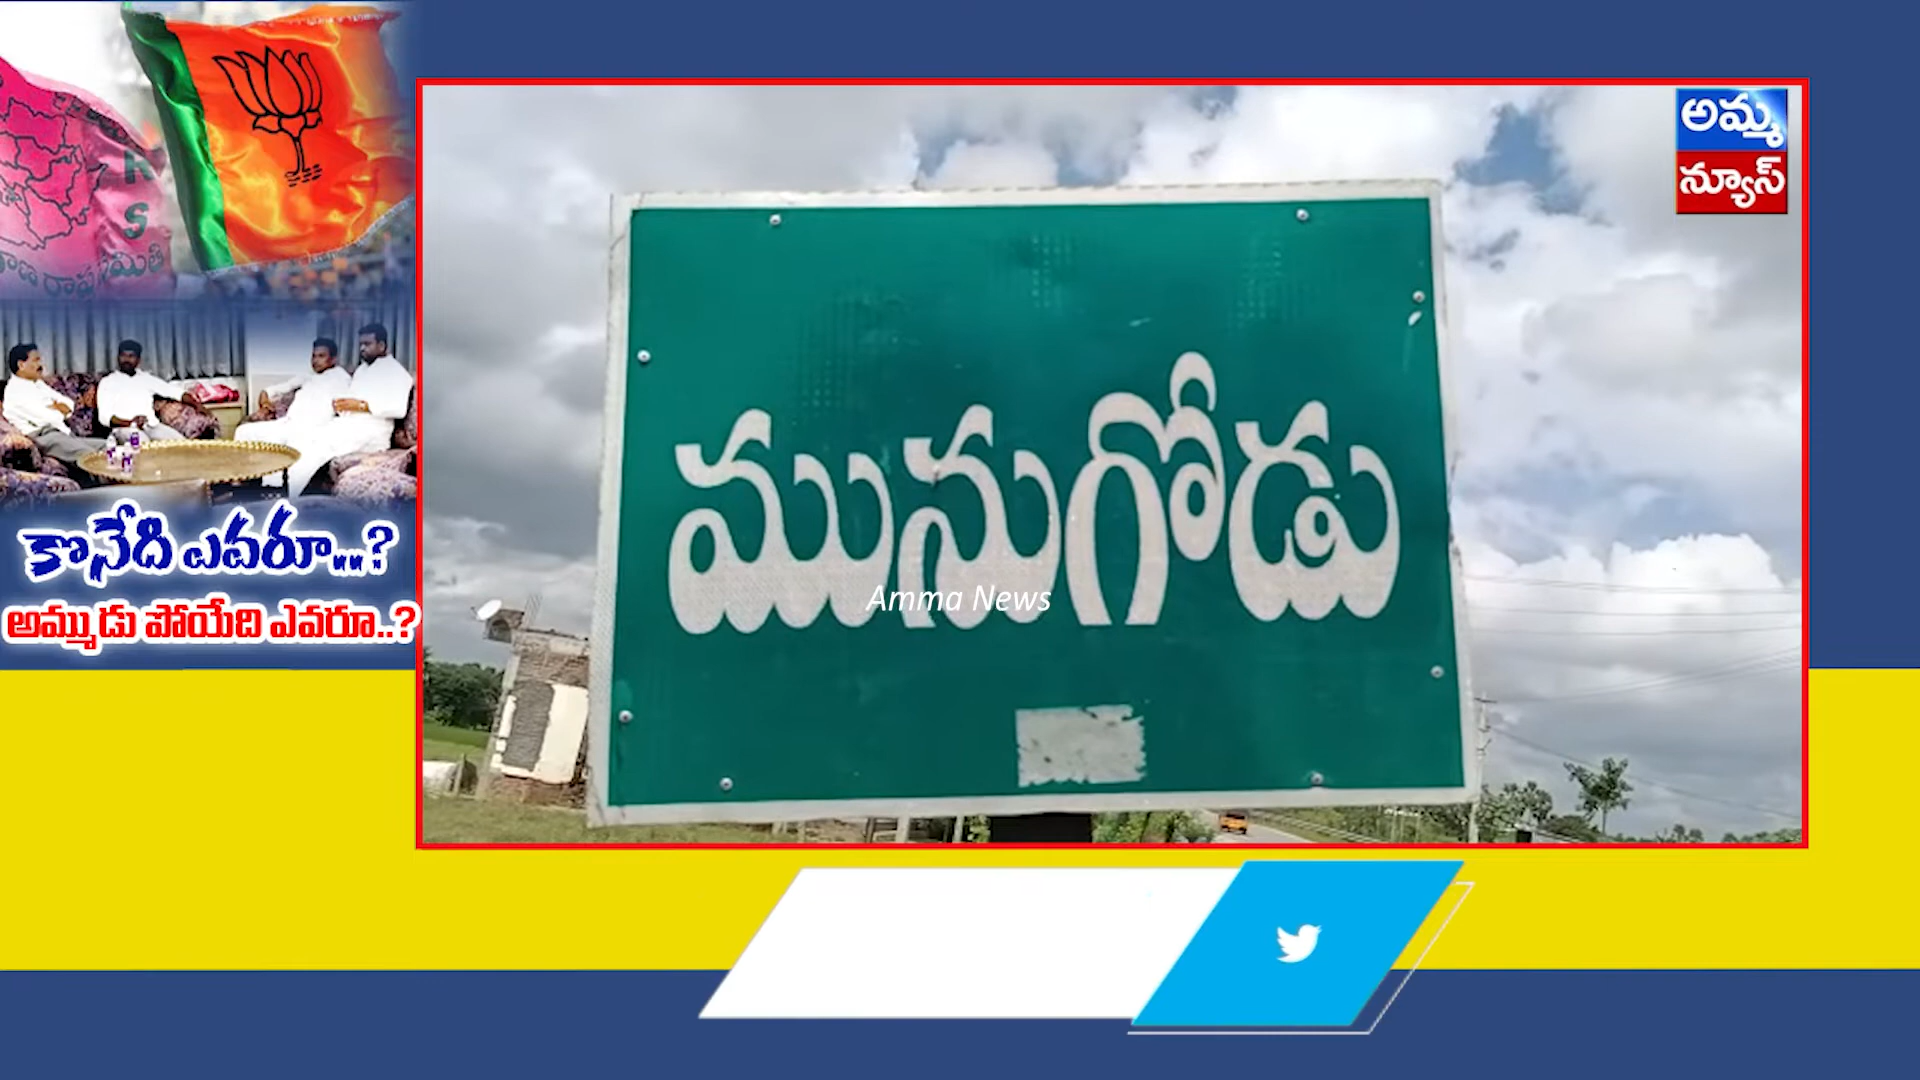 అమ్మ
న్యూస్
మునుగోడు
Amma News
కొనేది ఎవరూ...?
అమ్ముడు పోయేది ఎవరూ..?